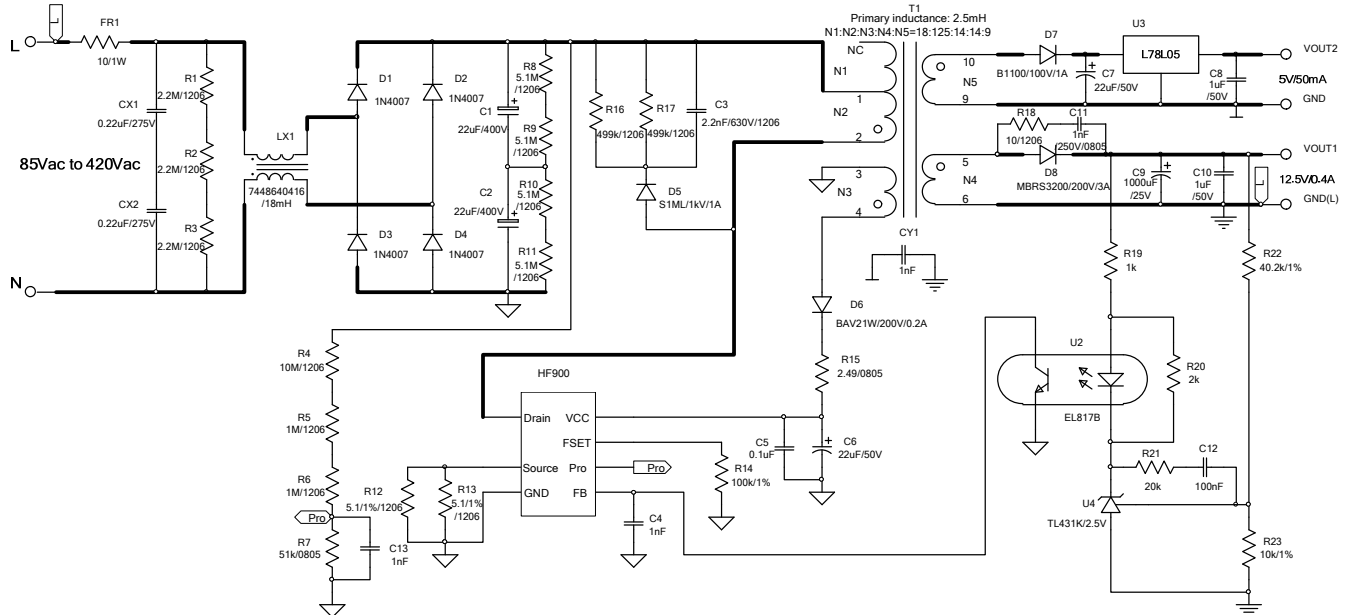 T1
Primary inductance: 2.5mH
N1:N2:N3:N4:N5=18:125:14:14:9
L
L
FR1
10/1W
R1
2.2M/1206
CX1
0.22uF/275V
R2
2.2M/1206
CX2
0.22uF/275V
R3
2.2M/1206
85Vac to 420Vac
N
LX1
7448640416
/18mH
D1
1N4007
D2
1N4007
D3
1N4007
D4
1N4007
C1
22uF/400V
C2
22uF/400V
R8
5.1M
/1206
R9
5.1M
/1206
R10
5.1M
/1206
R11
5.1M
/1206
R16
499k/1206
R17
499k/1206
C3
2.2nF/630V/1206
D5
S1ML/1kV/1A
NC
N1
1
N2
2
3
N3
4
10
N5
9
5
N4
6
D7
B1100/100V/1A
C7
22uF/50V
U3
L78L05
C8
1uF
/50V
VOUT2
5V/50mA
GND
R18
10/1206
C11
1nF
/250V/0805
D8
MBRS3200/200V/3A
C9
1000uF
/25V
C10
1uF
/50V
L
VOUT1
12.5V/0.4A
GND(L)
CY1
1nF
D6
BAV21W/200V/0.2A
R15
2.49/0805
R19
1k
R22
40.2k/1%
U2
EL817B
R20
2k
R21
20k
C12
100nF
U4
TL431K/2.5V
R23
10k/1%
HF900
Drain
VCC
FSET
Source
Pro
GND
FB
Pro
C5
0.1uF
C6
22uF/50V
R14
100k/1%
C4
1nF
R12
5.1/1%/1206
R13
5.1/1%
/1206
R4
10M/1206
R5
1M/1206
R6
1M/1206
Pro
R7
51k/0805
C13
1nF